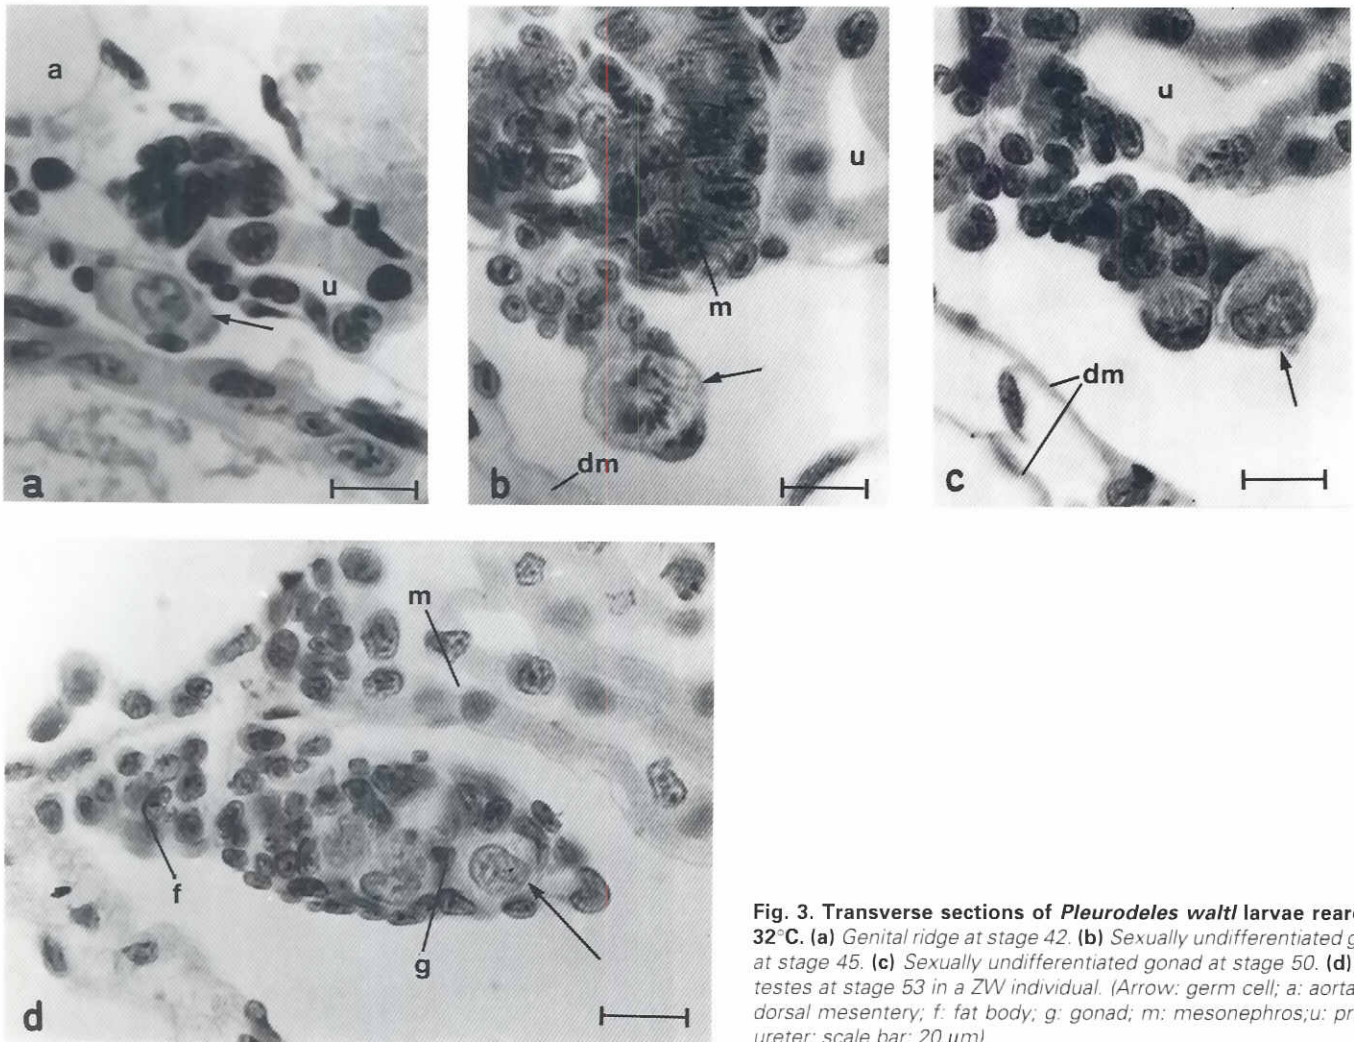 a
u
a
u
m
dm
b
u
dm
c
m
f
g
d
Fig. 3. Transverse sections of Pleurodeles waltl larvae
32°C. (a) Genital ridge at stage 42. (b) Sexually undifferentiated
at stage 45. (c) Sexually undifferentiated gonad at stage 50. (d)
testes at stage 53 in a ZW individual. (Arrow: germ cell; a: aorta
dorsal mesentery; f: fat body; g: gonad; m: mesonephros;u:
ureter; scale bar: 20 µm)